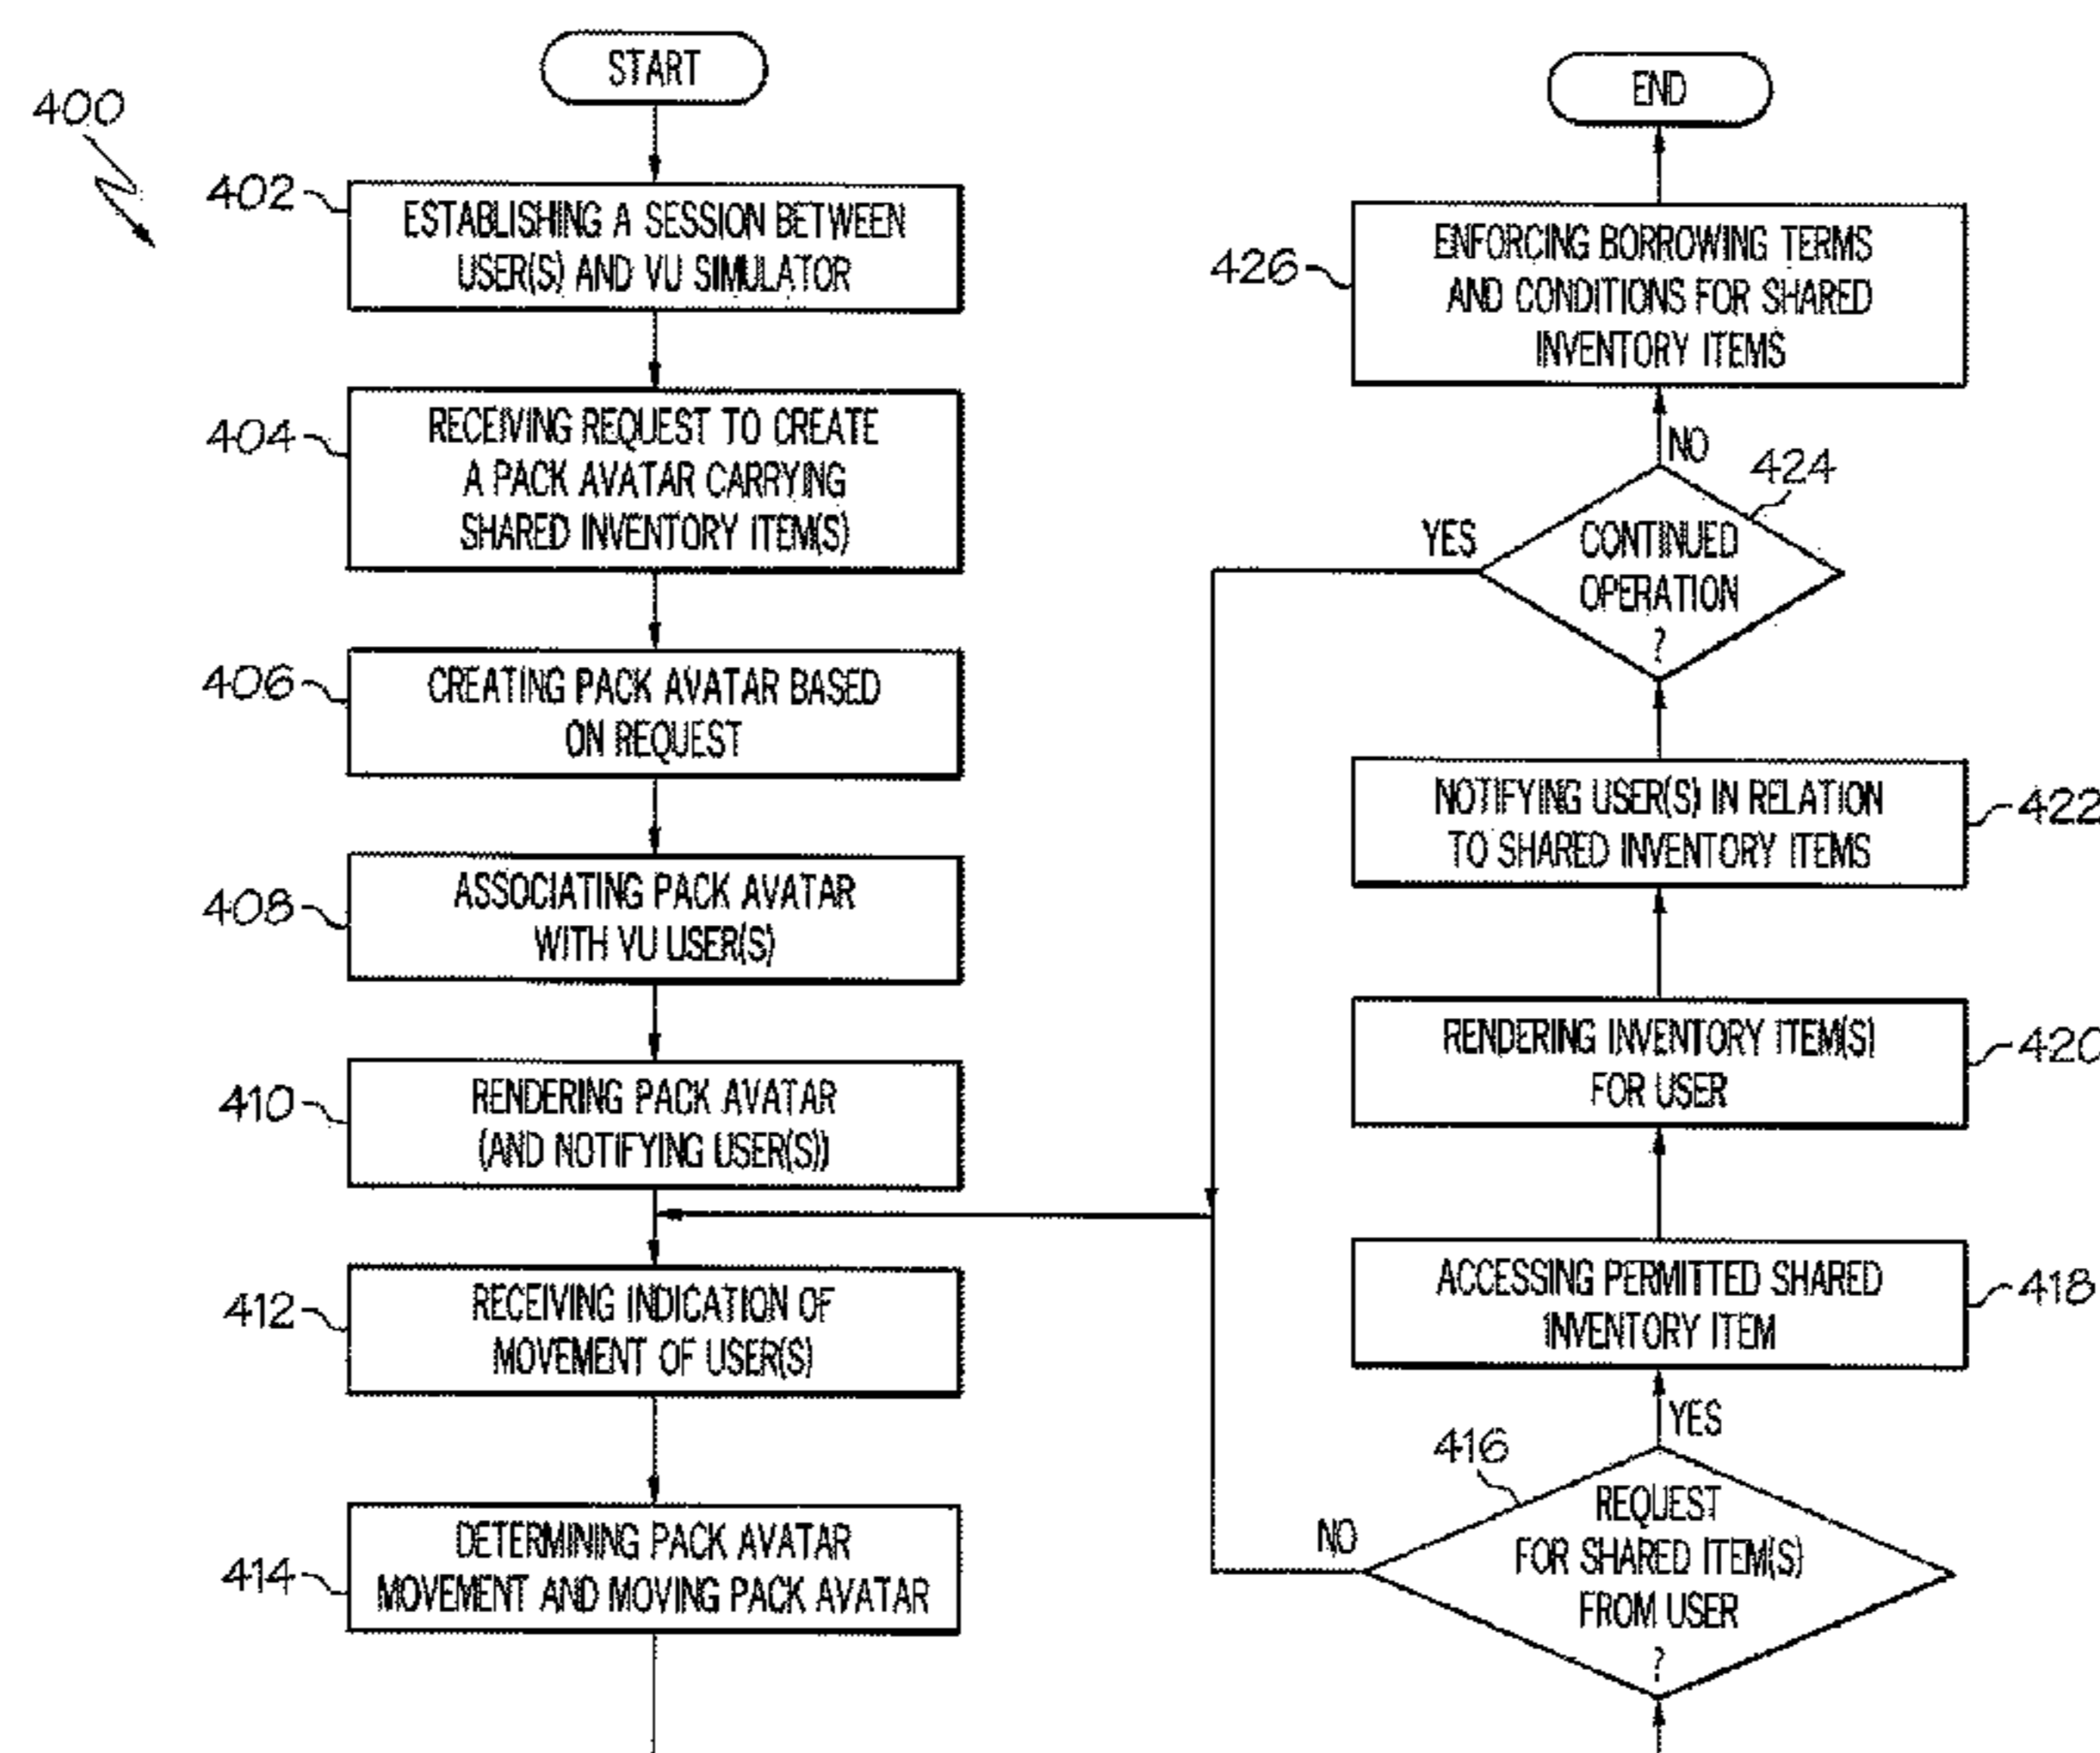 400
START
402
ESTABLISHING A SESSION BETWEEN
USER(S) AND VU SIMULATOR
404
RECEIVING REQUEST TO CREATE
A PACK AVATAR CARRYING
SHARED INVENTORY ITEM(S)
406
CREATING PACK AVATAR BASED
ON REQUEST
408
ASSOCIATING PACK AVATAR
WITH VU USER(S)
410
RENDERING PACK AVATAR
(AND NOTIFYING USER(S))
412
RECEIVING INDICATION OF
MOVEMENT OF USER(S)
414
DETERMINING PACK AVATAR
MOVEMENT AND MOVING PACK AVATAR
416
REQUEST
FOR SHARED ITEM(S)
FROM USER
?
NO
YES
ACCESSING PERMITTED SHARED
INVENTORY ITEM
418
RENDERING INVENTORY ITEM(S)
FOR USER
420
NOTIFYING USER(S) IN RELATION
TO SHARED INVENTORY ITEMS
422
424
CONTINUED
OPERATION
?
YES
NO
426
ENFORCING BORROWING TERMS
AND CONDITIONS FOR SHARED
INVENTORY ITEMS
END